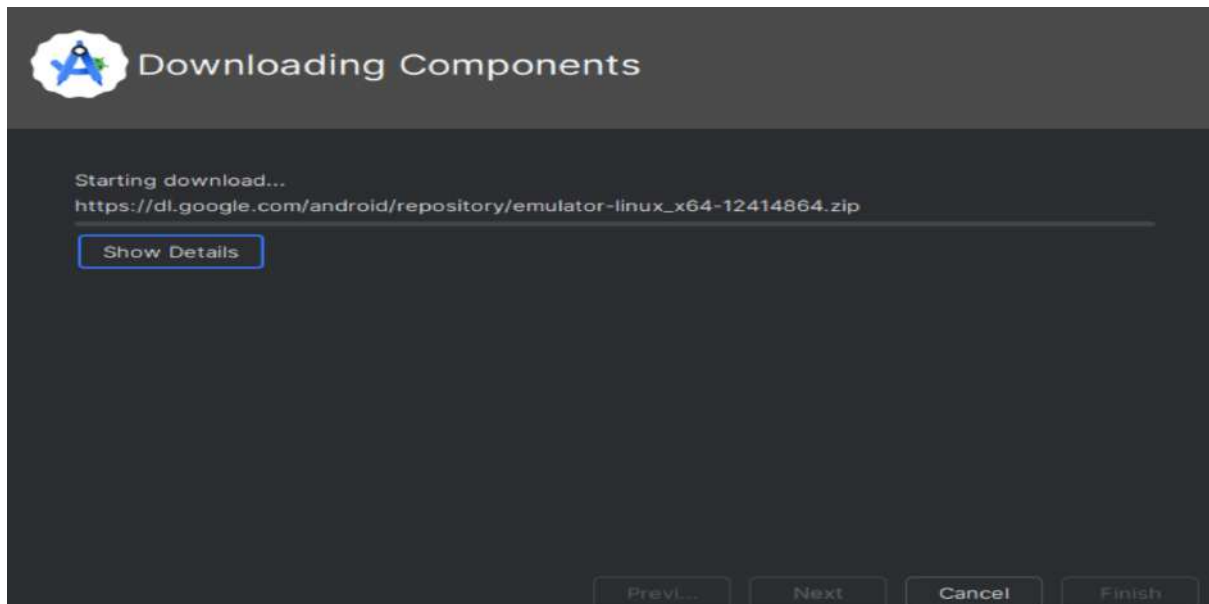 Downloading Components
Starting download...
https://dl.google.com/android/repository/emulator-linux_x64-12414864.zip
Show Details
Previ...
Next
Cancel
Finish